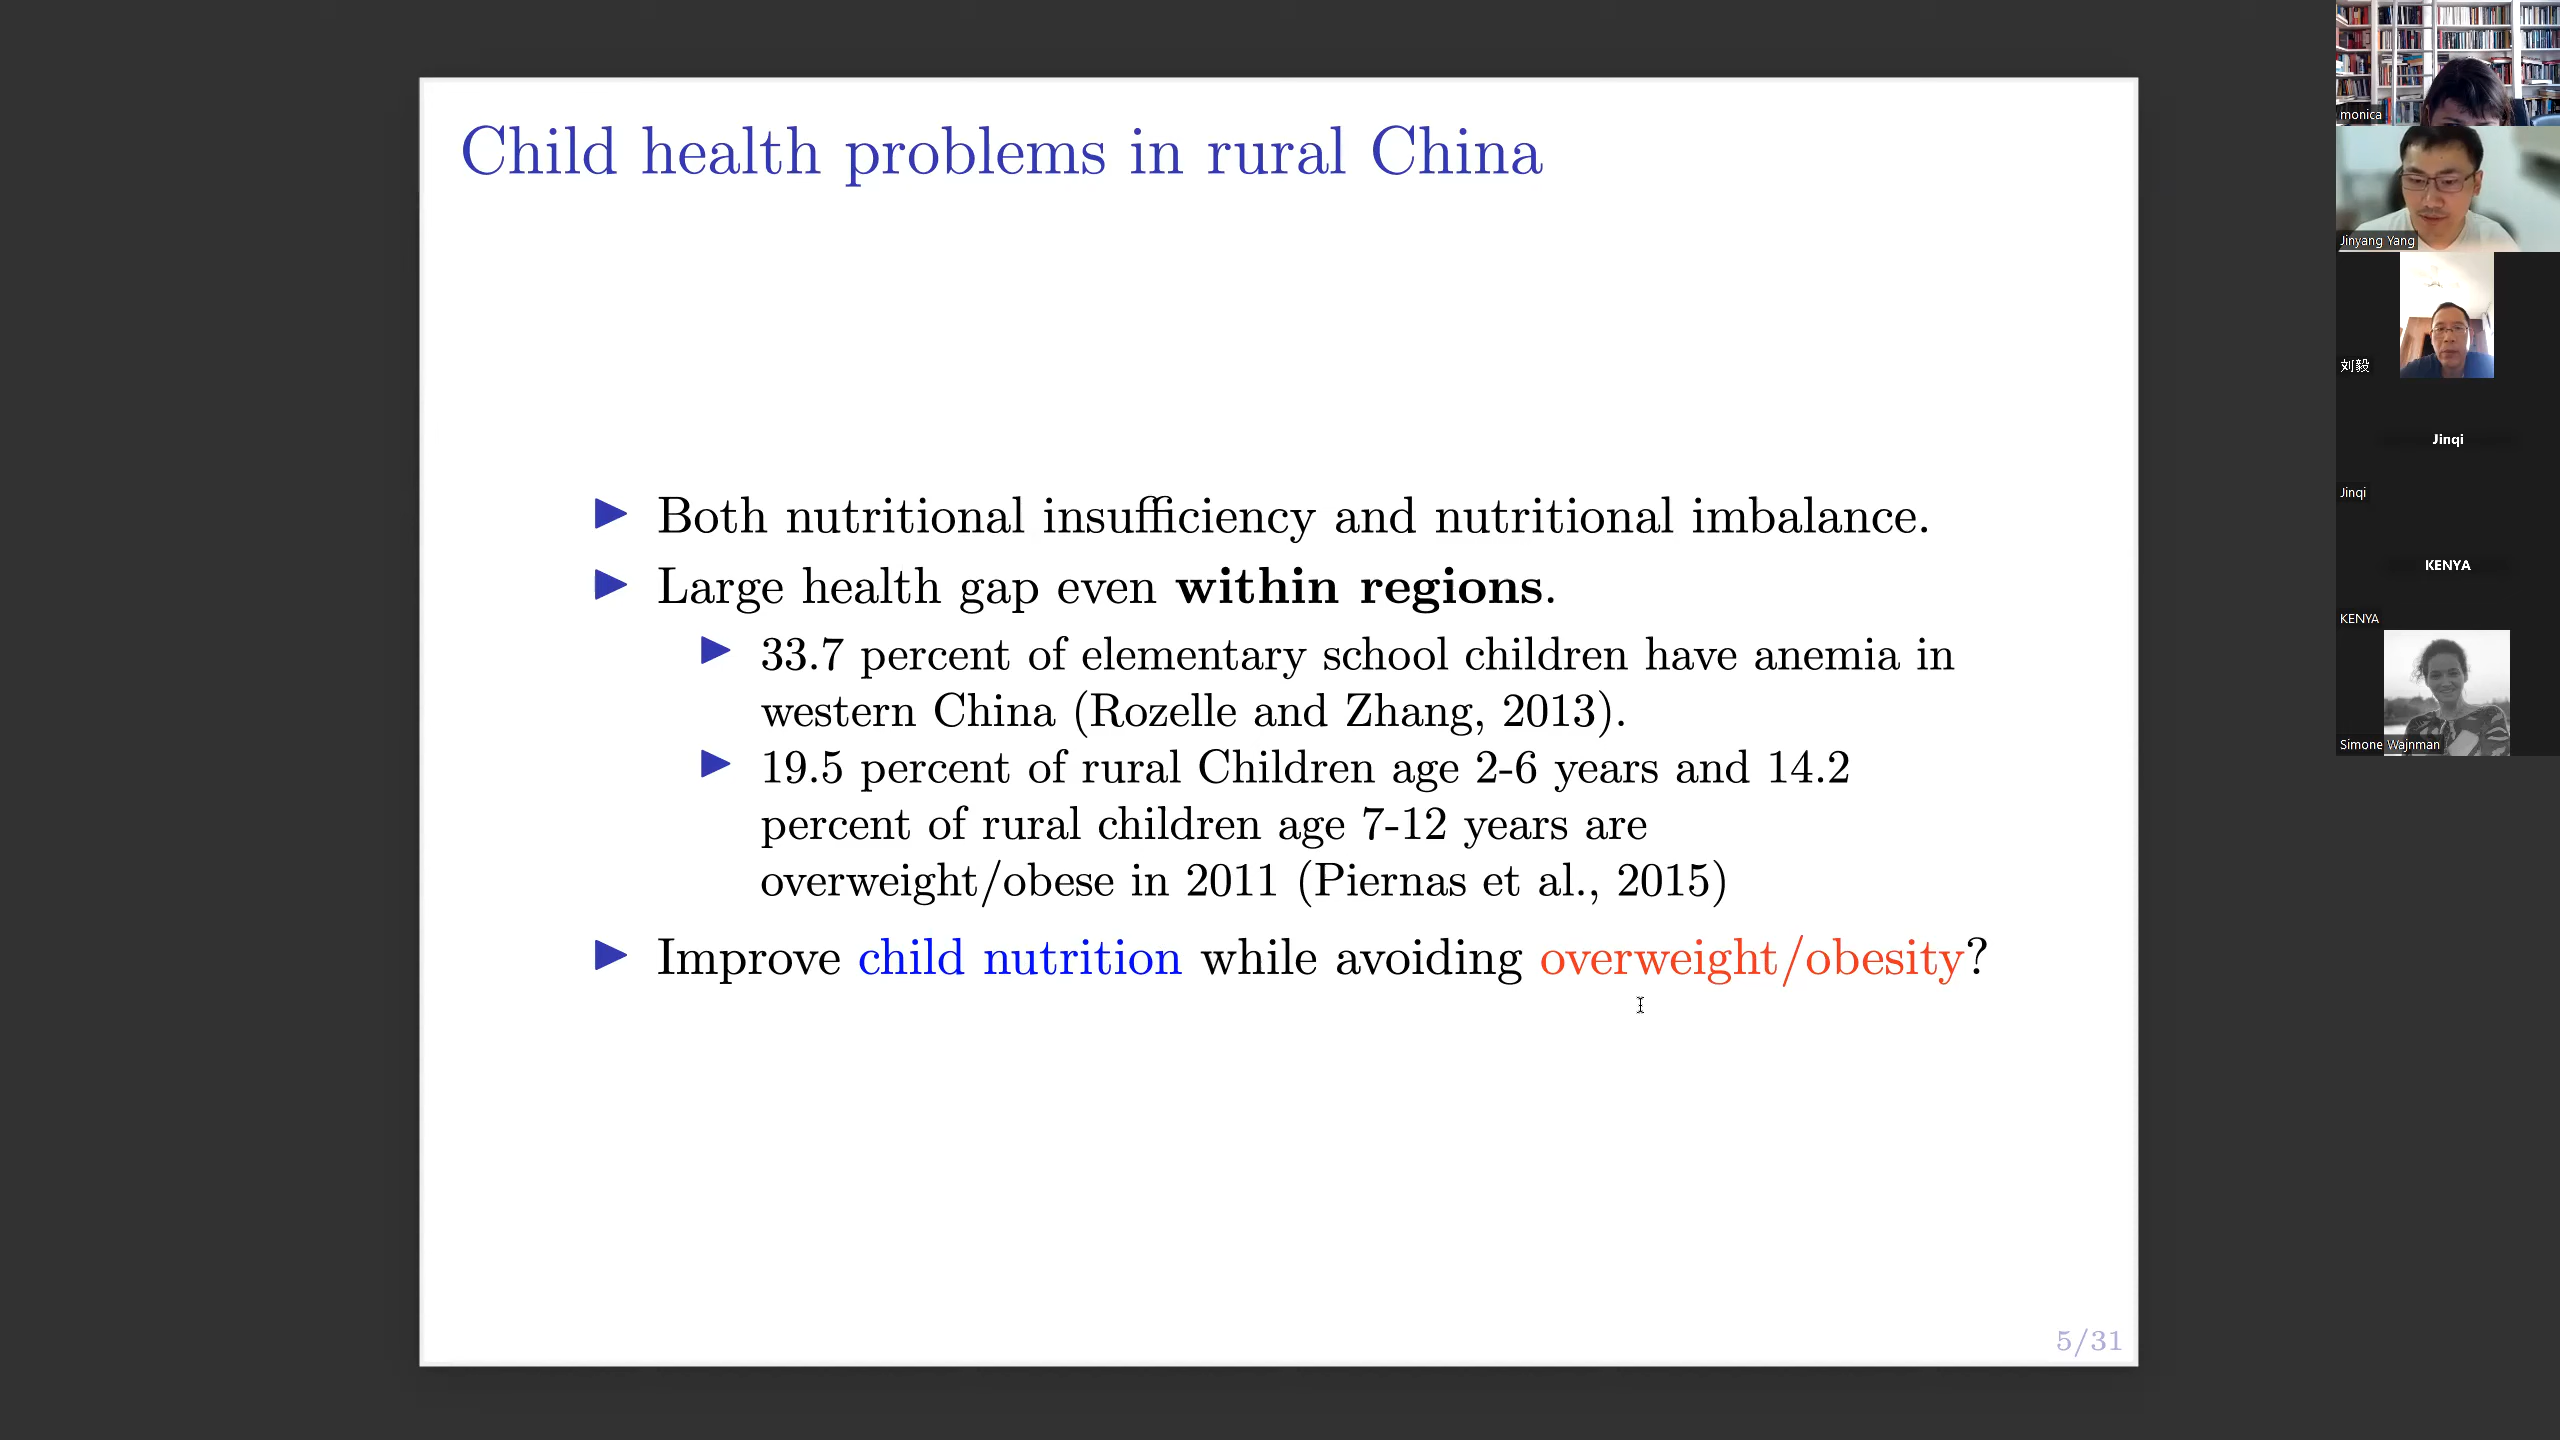 Child health problems in rural China
Both nutritional insufficiency and nutritional imbalance.
Large health gap even within regions.
33.7 percent of elementary school children have anemia in
western China (Rozelle and Zhang, 2013).
19.5 percent of rural Children age 2-6 years and 14.2
percent of rural children age 7-12 years are
overweight/obese in 2011 (Piernas et al., 2015)
Improve child nutrition while avoiding overweight/obesity?
5/31
monica
Jinyang Yang
刘毅
Jinqi
Jinqi
KENYA
KENYA
Simone Wajnman